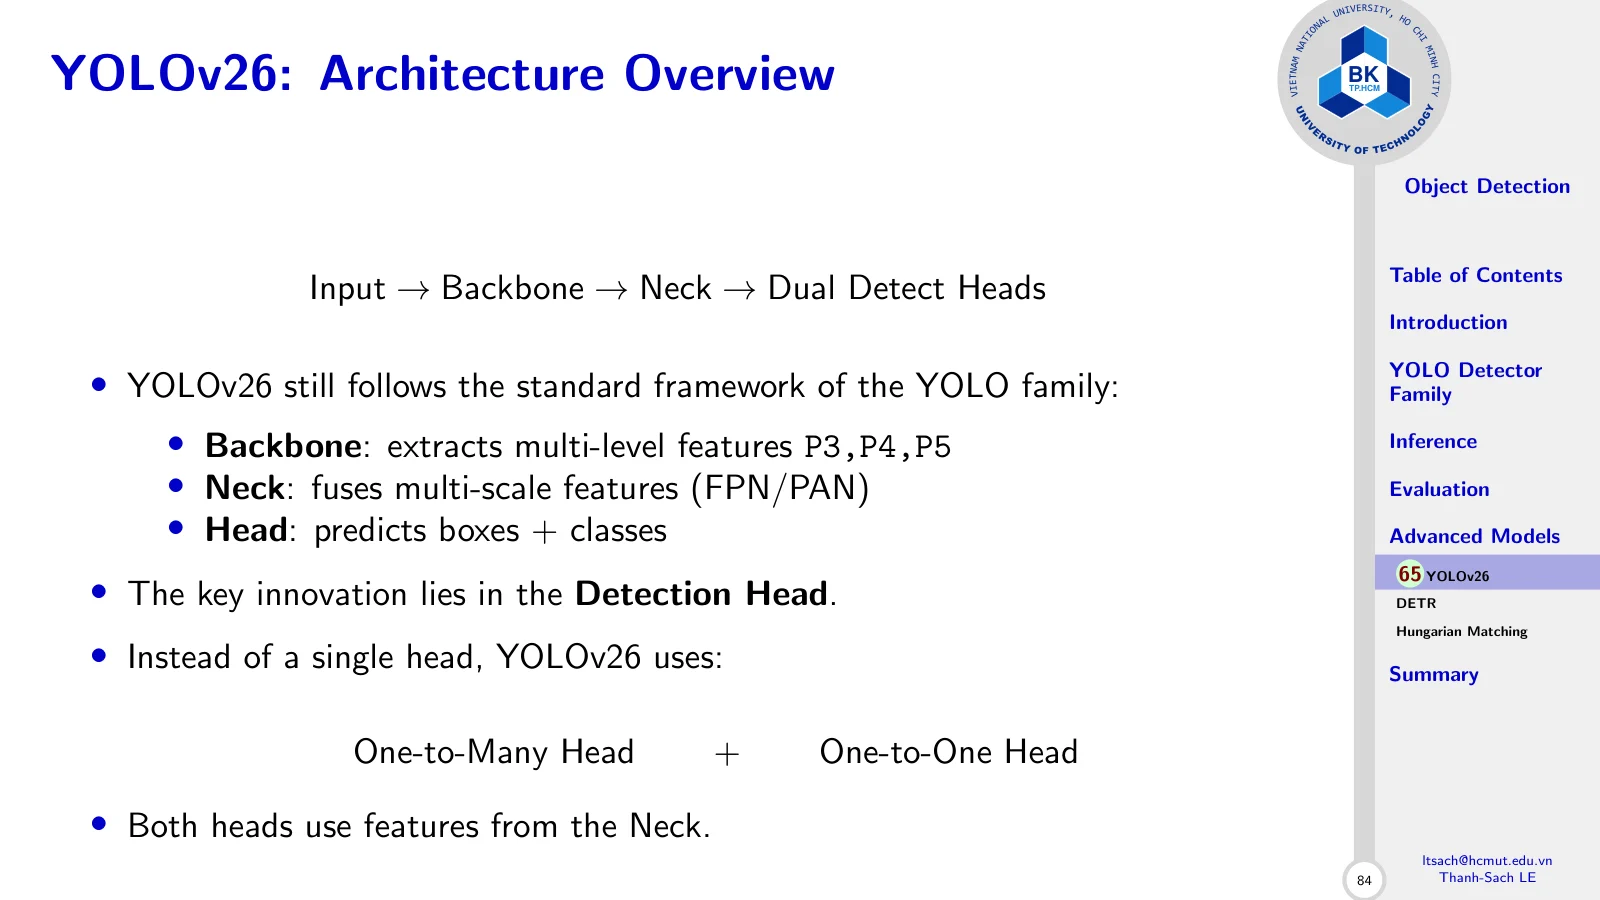 YOLOv26: Architecture Overview
Input → Backbone → Neck → Dual Detect Heads
• YOLOv26 still follows the standard framework of the YOLO family:
• Backbone: extracts multi-level features P3,P4,P5
• Neck: fuses multi-scale features (FPN/PAN)
• Head: predicts boxes + classes
• The key innovation lies in the Detection Head.
• Instead of a single head, YOLOv26 uses:
One-to-Many Head + One-to-One Head
• Both heads use features from the Neck.
VIETNAM NATIONAL UNIVERSITY, HO CHI MINH CITY
BK
TP.HCM
UNIVERSITY OF TECHNOLOGY
Object Detection
Table of Contents
Introduction
YOLO Detector
Family
Inference
Evaluation
Advanced Models
65 YOLOv26
DETR
Hungarian Matching
Summary
ltsach@hcmut.edu.vn
Thanh-Sach LE
84